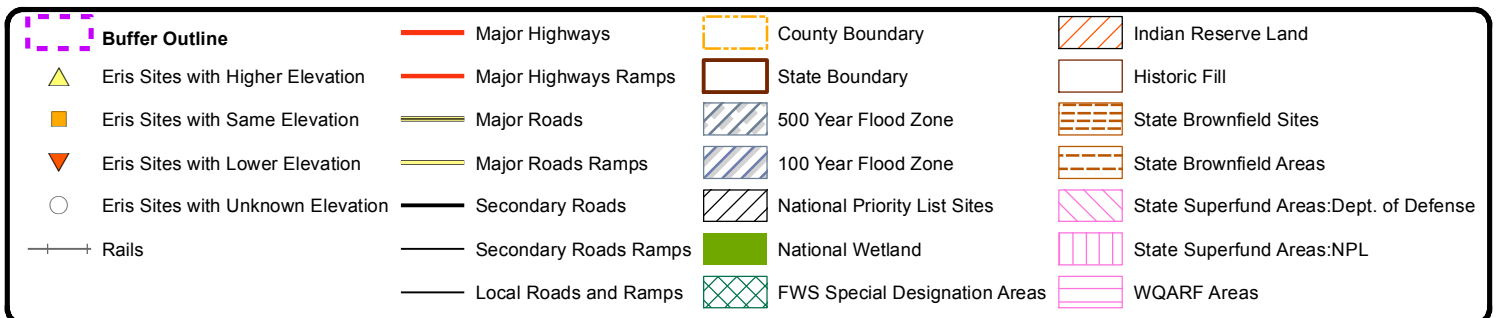 Buffer Outline
Eris Sites with Higher Elevation
Eris Sites with Same Elevation
Eris Sites with Lower Elevation
Eris Sites with Unknown Elevation
Rails
Major Highways
Major Highways Ramps
Major Roads
Major Roads Ramps
Secondary Roads
Secondary Roads Ramps
Local Roads and Ramps
County Boundary
State Boundary
500 Year Flood Zone
100 Year Flood Zone
National Priority List Sites
National Wetland
FWS Special Designation Areas
Indian Reserve Land
Historic Fill
State Brownfield Sites
State Brownfield Areas
State Superfund Areas:Dept. of Defense
State Superfund Areas:NPL
WQARF Areas